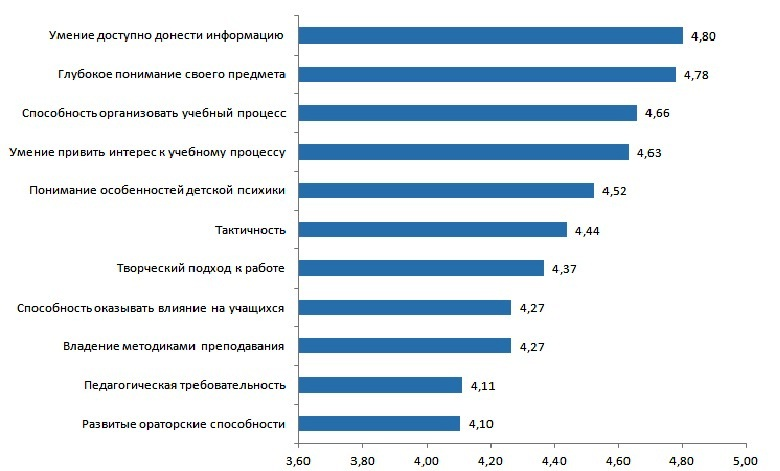 Умение доступно донести информацию 4,80
Глубокое понимание своего предмета 4,78
Способность организовать учебный процесс 4,66
Умение привить интерес к учебному процессу 4,63
Понимание особенностей детской психики 4,52
Тактичность 4,44
Творческий подход к работе 4,37
Способность оказывать влияние на учащихся 4,27
Владение методиками преподавания 4,27
Педагогическая требовательность 4,11
Развитые ораторские способности 4,10
3,60 3,80 4,00 4,20 4,40 4,60 4,80 5,00